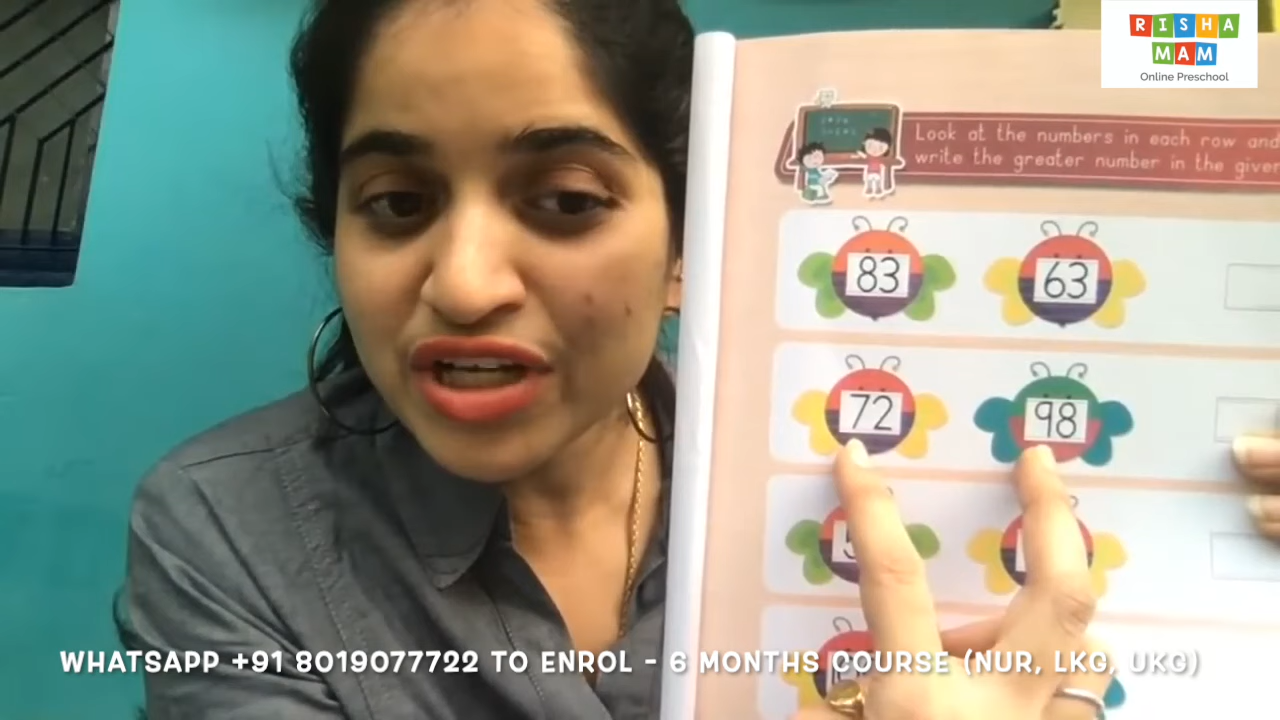 RISHA
MAM
Online Preschool
Look at the numbers in each row and
write the greater number in the given
83 63
72 98
WHATSAPP +91 8019077722 TO ENROL - 6 MONTHS COURSE (NUR, LKG, UKG)